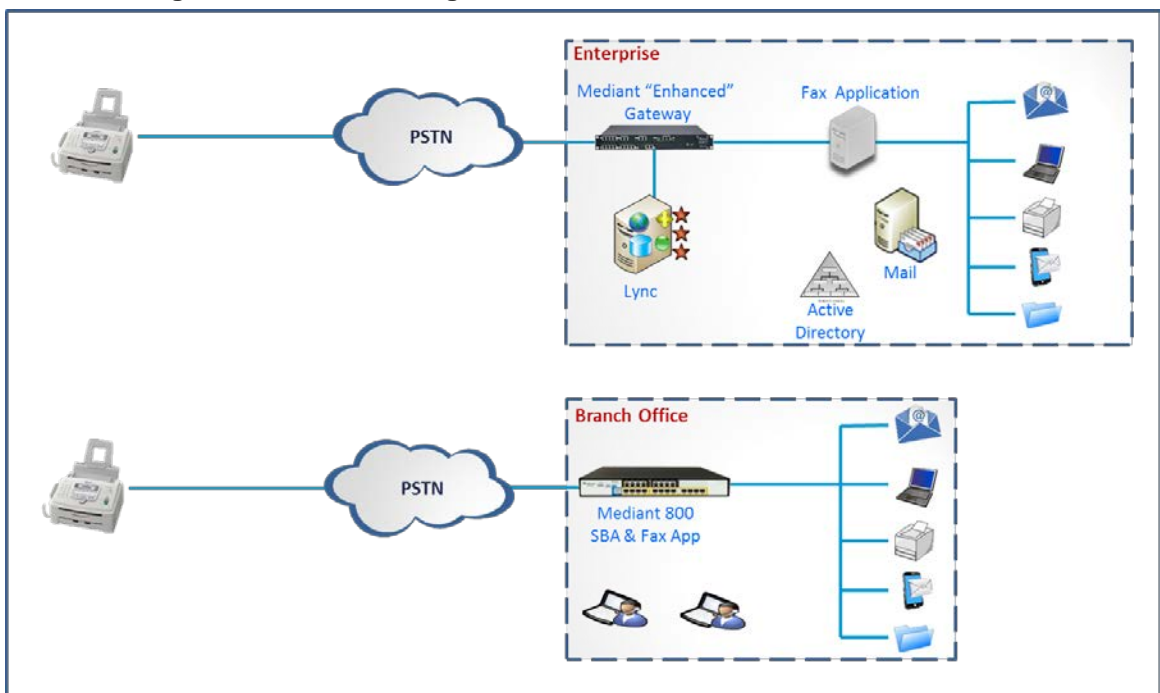 Enterprise
Mediant “Enhanced”
Gateway
Fax Application
PSTN
Lync
Mail
Active
Directory
Branch Office
PSTN
Mediant 800
SBA & Fax App